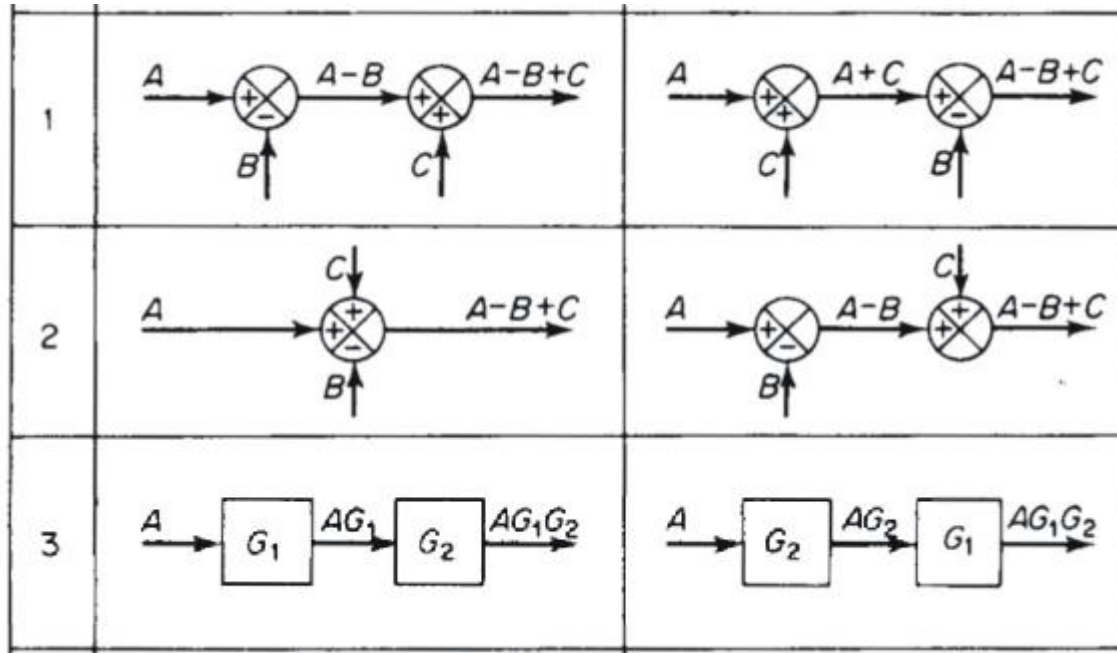 1
A A−B A−B+C
+ − + +
B C
A A+C A−B+C
+ + + −
C B
2
C
A A−B+C
+ + −
B
C
A A−B A−B+C
+ − + +
B
3
A G₁ AG₁ G₂ AG₁G₂
A G₂ AG₂ G₁ AG₁G₂